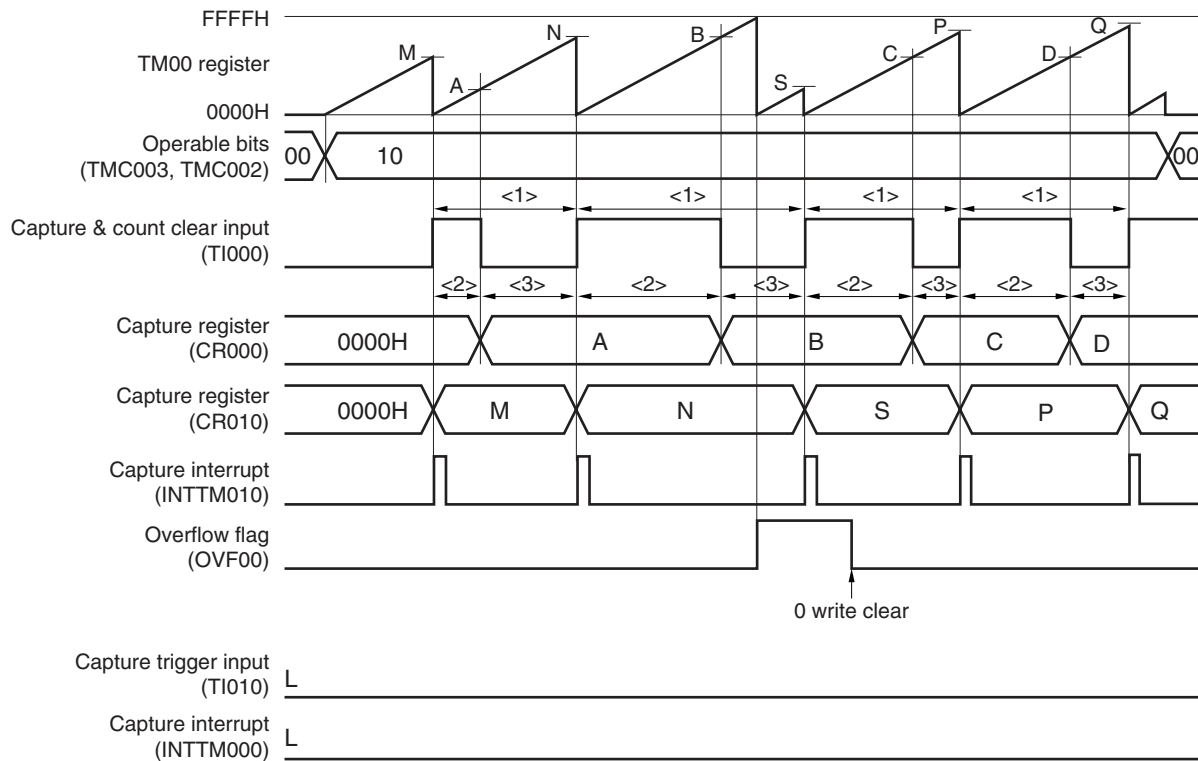 FFFFH
M
N
B
P
Q
TM00 register
A
S
C
D
0000H
Operable bits
(TMC003, TMC002)
00
10
00
<1>
<1>
<1>
<1>
Capture & count clear input
(TI000)
<2>
<3>
<2>
<3>
<2>
<3>
<2>
<3>
Capture register
(CR000)
0000H
A
B
C
D
Capture register
(CR010)
0000H
M
N
S
P
Q
Capture interrupt
(INTTM010)
Overflow flag
(OVF00)
0 write clear
Capture trigger input
(TI010)
L
Capture interrupt
(INTTM000)
L